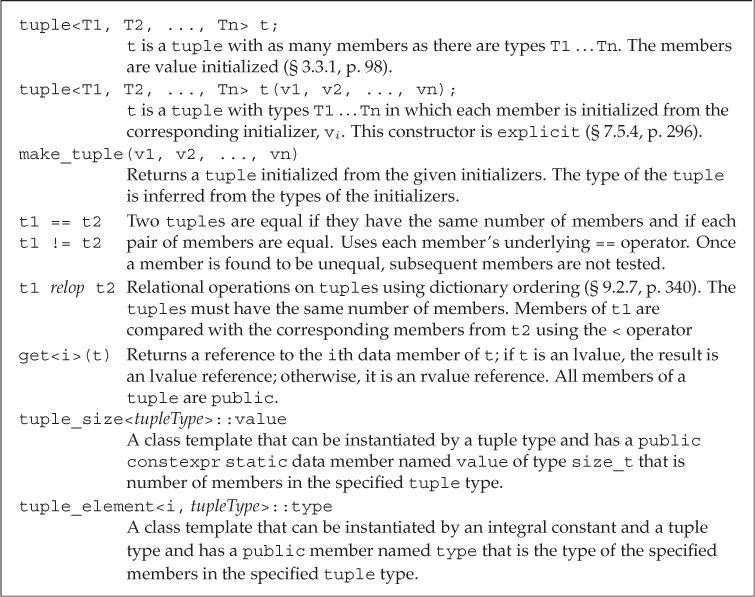 tuple<T1, T2, ..., Tn> t;
t is a tuple with as many members as there are types T1...Tn. The members
are value initialized (§ 3.3.1, p. 98).
tuple<T1, T2, ..., Tn> t(v1, v2, ..., vn);
t is a tuple with types T1...Tn in which each member is initialized from the
corresponding initializer, vi. This constructor is explicit (§ 7.5.4, p. 296).
make_tuple(v1, v2, ..., vn)
Returns a tuple initialized from the given initializers. The type of the tuple
is inferred from the types of the initializers.
t1 == t2 Two tuples are equal if they have the same number of members and if each
t1 != t2 pair of members are equal. Uses each member's underlying == operator. Once
a member is found to be unequal, subsequent members are not tested.
t1 relop t2 Relational operations on tuples using dictionary ordering (§ 9.2.7, p. 340). The
tuples must have the same number of members. Members of t1 are
compared with the corresponding members from t2 using the < operator
get<i>(t) Returns a reference to the ith data member of t; if t is an lvalue, the result is
an lvalue reference; otherwise, it is an rvalue reference. All members of a
tuple are public.
tuple_size<tupleType>::value
A class template that can be instantiated by a tuple type and has a public
constexpr static data member named value of type size_t that is
number of members in the specified tuple type.
tuple_element<i, tupleType>::type
A class template that can be instantiated by an integral constant and a tuple
type and has a public member named type that is the type of the specified
members in the specified tuple type.